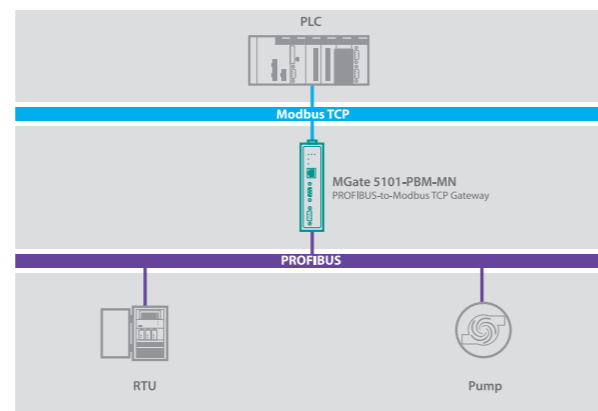 PLC
Modbus TCP
MGate 5101-PBM-MN
PROFIBUS-to-Modbus TCP Gateway
PROFIBUS
RTU
Pump